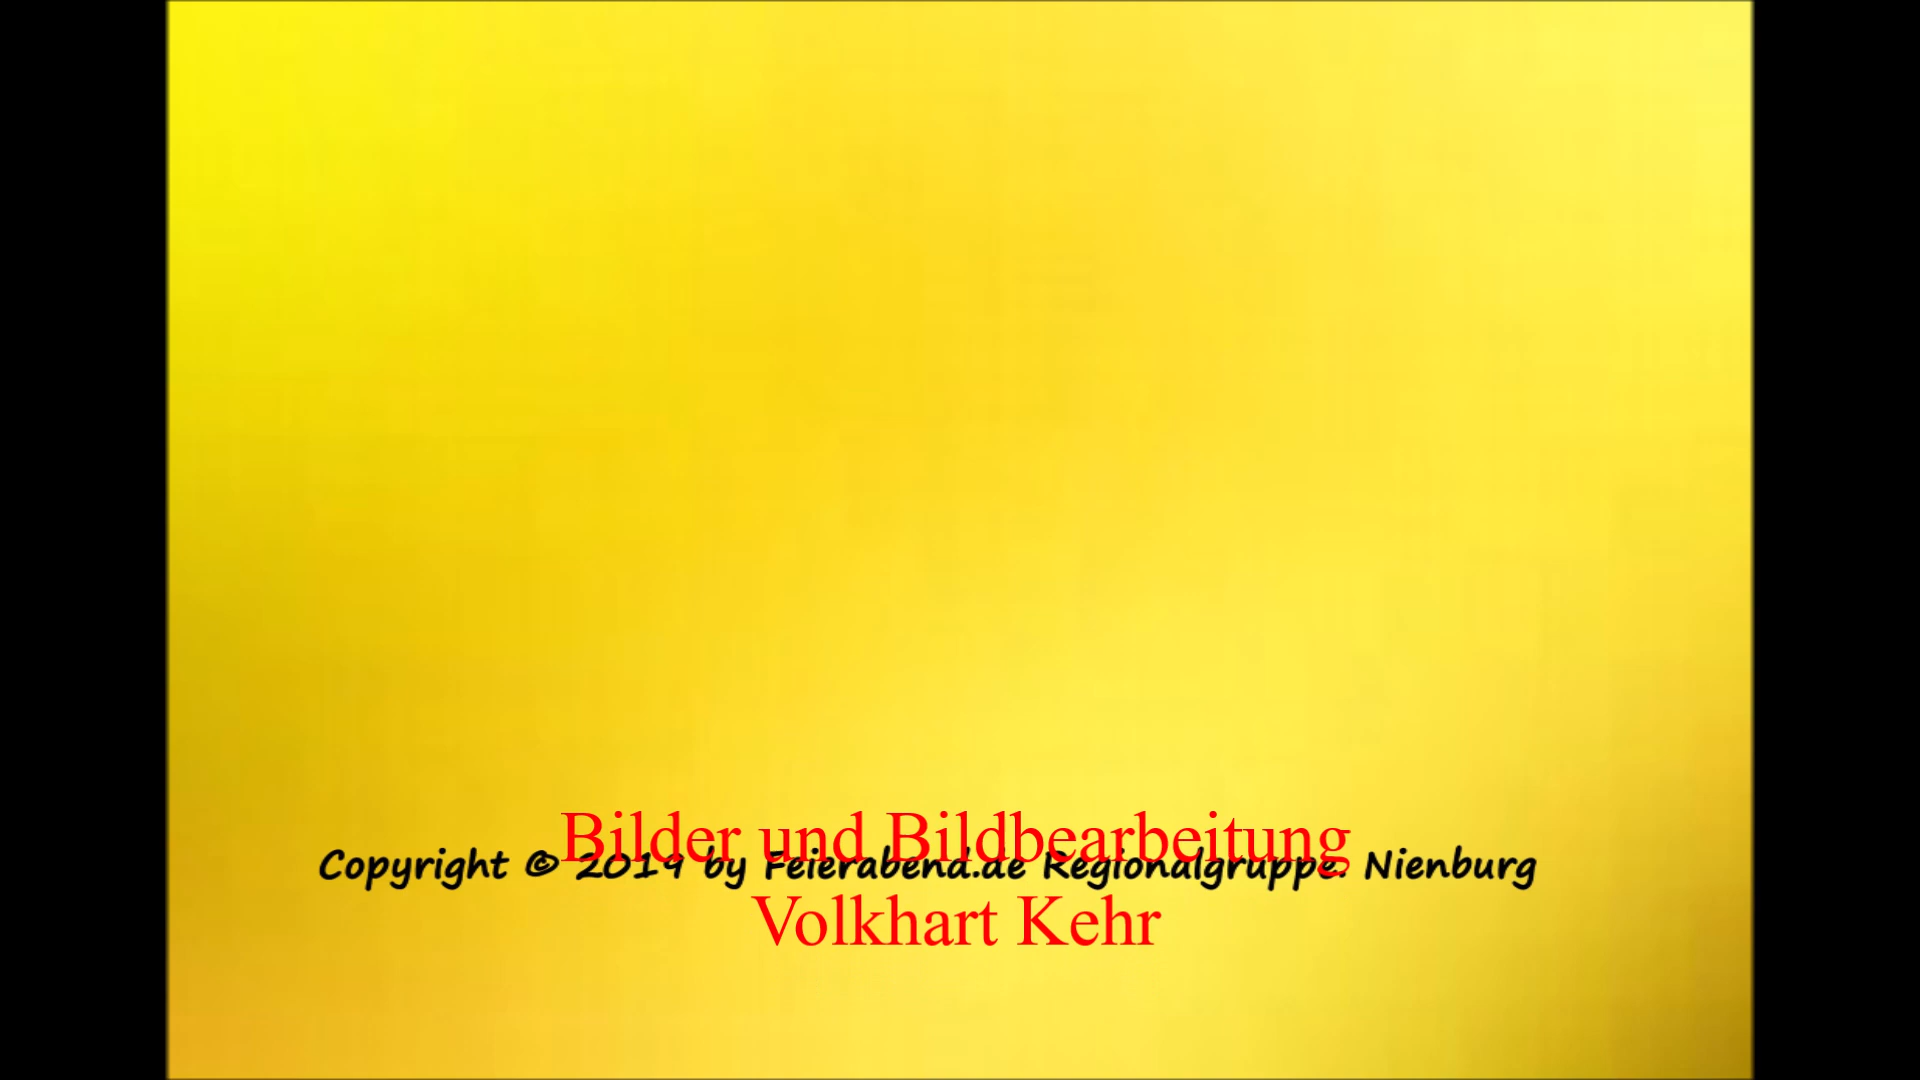 Bilder und Bildbearbeitung
Copyright © 2019 by Feierabend.de Regionalgruppe: Nienburg
Volkhart Kehr